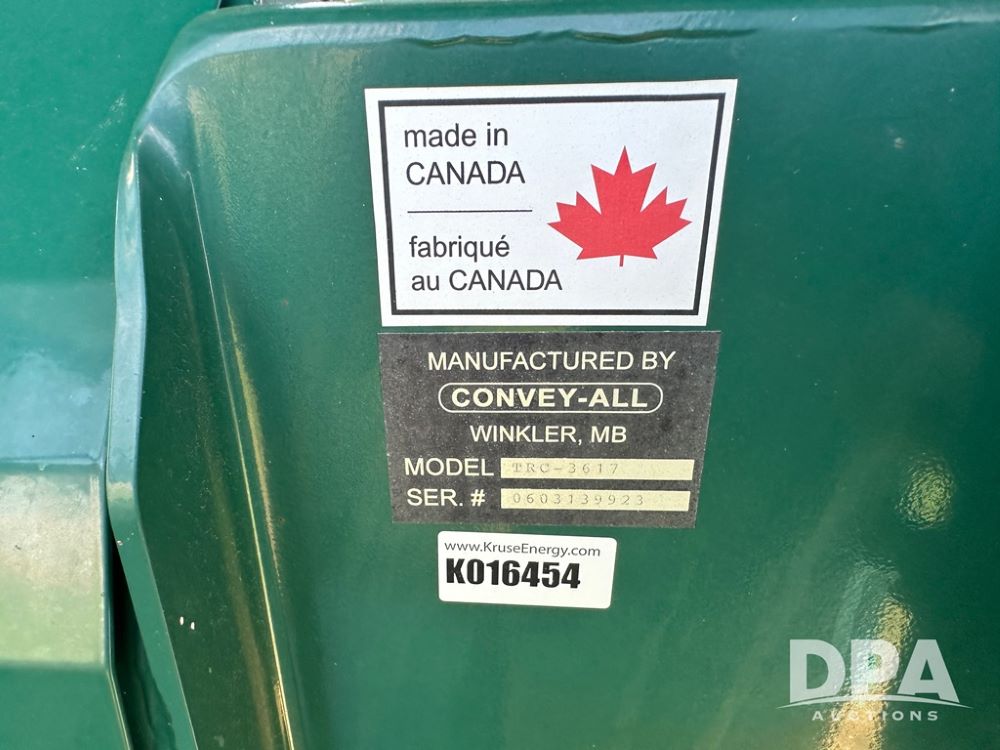 made in
CANADA
fabriqué
au CANADA
MANUFACTURED BY
CONVEY-ALL
WINKLER, MB
MODEL TRC-3617
SER. # 0603139923
www.KruseEnergy.com
K016454
DPA
AUCTIONS